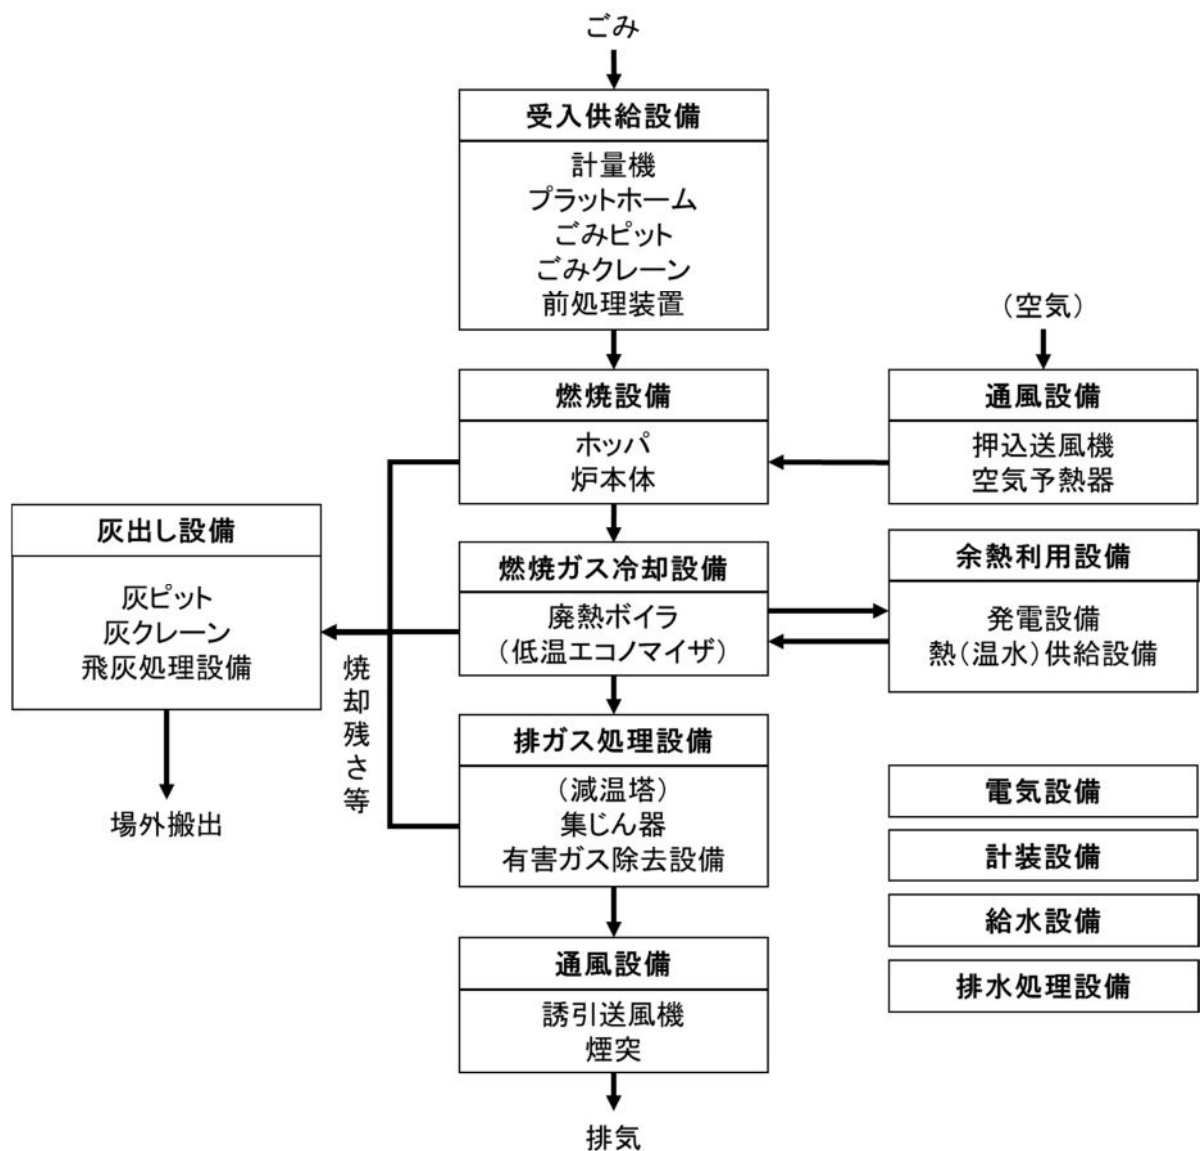 ごみ
受入供給設備
計量機
プラットホーム
ごみピット
ごみクレーン
前処理装置
（空気）
燃焼設備
ホッパ
炉本体
通風設備
押込送風機
空気予熱器
灰出し設備
灰ピット
灰クレーン
飛灰処理設備
燃焼ガス冷却設備
廃熱ボイラ
（低温エコノマイザ）
余熱利用設備
発電設備
熱（温水）供給設備
焼却残さ等
場外搬出
排ガス処理設備
（減温塔）
集じん器
有害ガス除去設備
電気設備
計装設備
給水設備
排水処理設備
通風設備
誘引送風機
煙突
排気